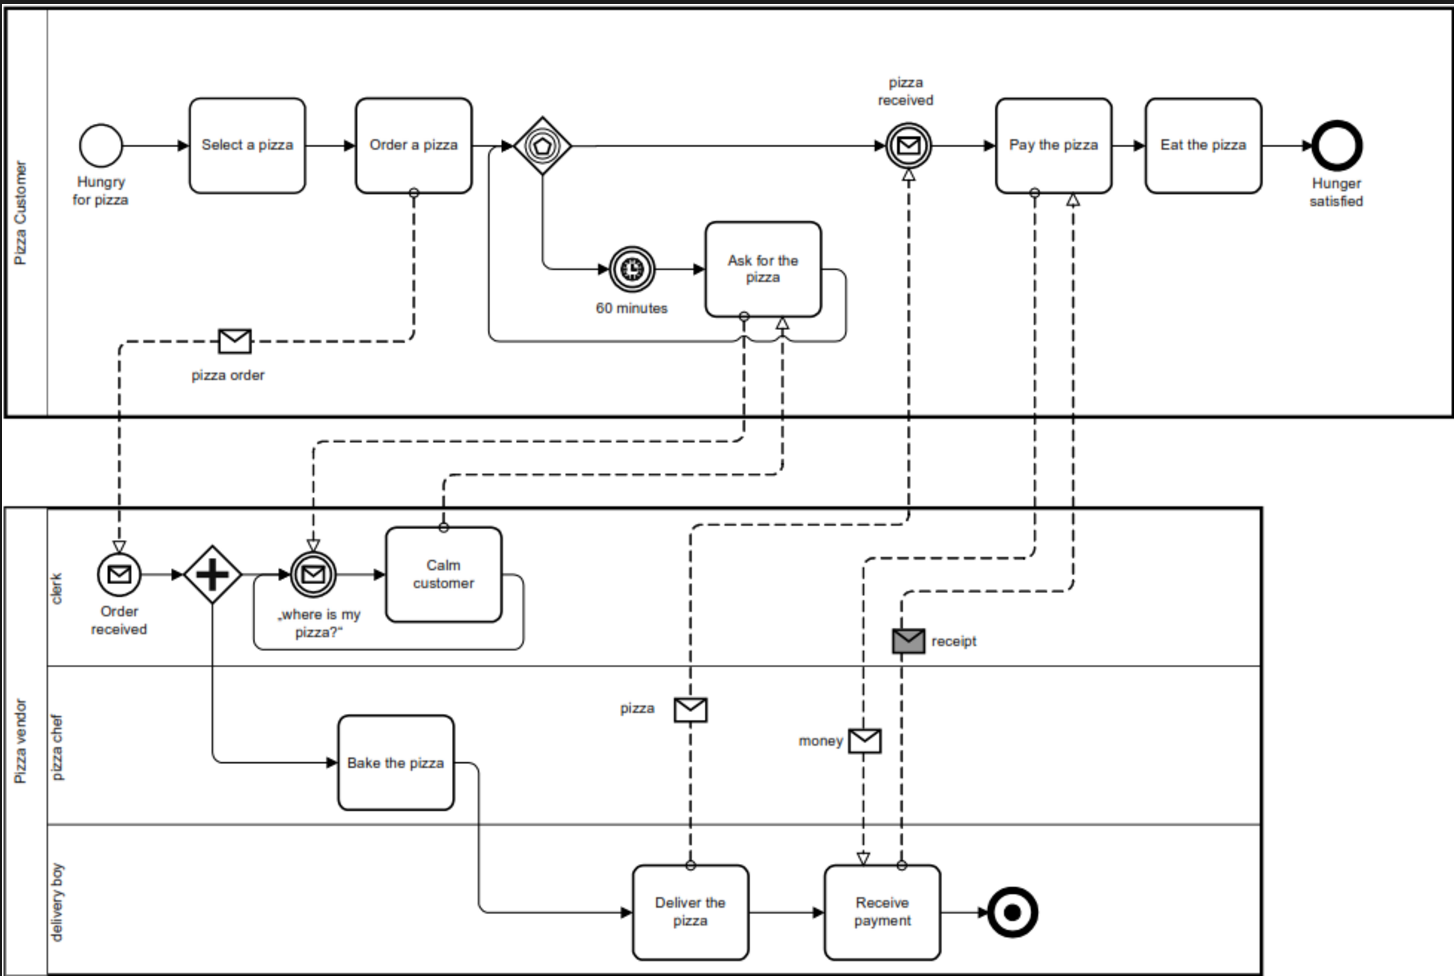 Pizza Customer
pizza
received
Select a pizza
Order a pizza
Pay the pizza
Eat the pizza
Hungry
for pizza
Hunger
satisfied
Ask for the
pizza
60 minutes
pizza order
Pizza vendor
clerk
Calm
customer
Order
received
„where is my
pizza?“
receipt
pizza chef
pizza
money
Bake the pizza
delivery boy
Deliver the
pizza
Receive
payment